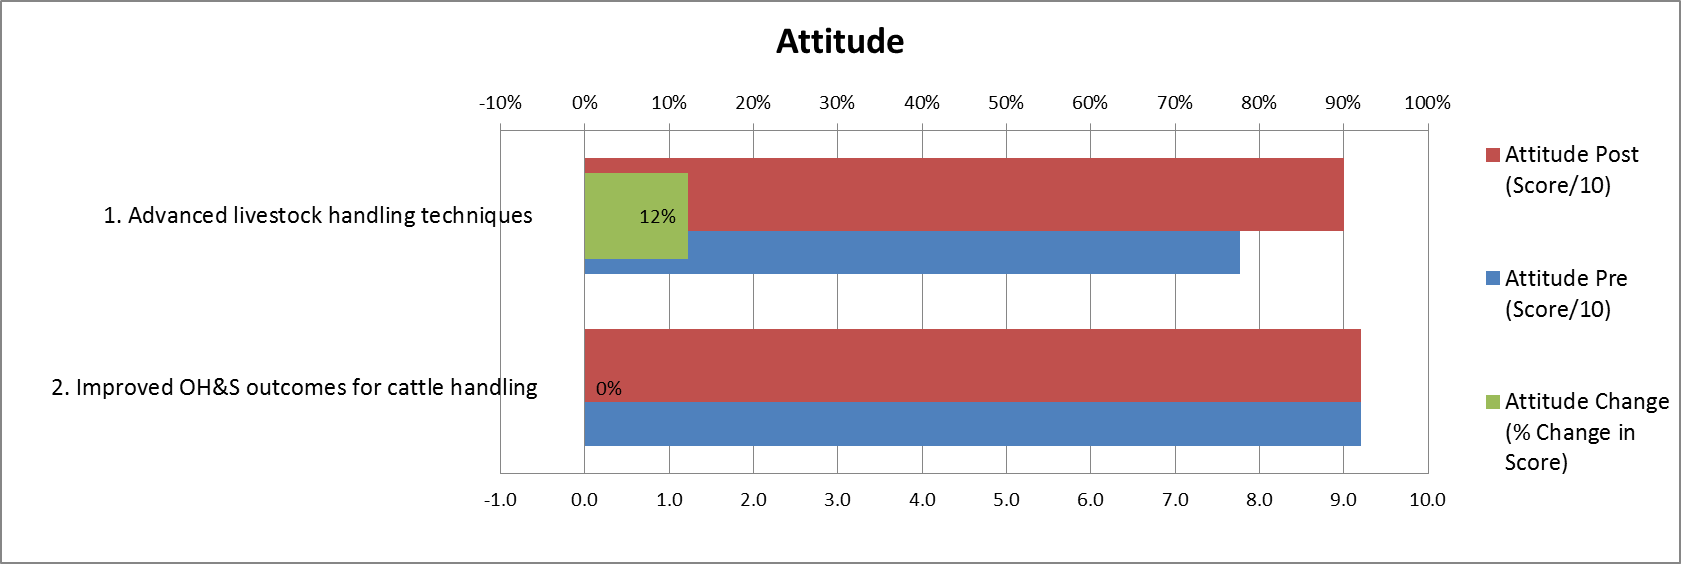 Attitude
-10% 0% 10% 20% 30% 40% 50% 60% 70% 80% 90% 100%
1. Advanced livestock handling techniques
12%
2. Improved OH&S outcomes for cattle handling
0%
-1.0 0.0 1.0 2.0 3.0 4.0 5.0 6.0 7.0 8.0 9.0 10.0
Attitude Post
(Score/10)
Attitude Pre
(Score/10)
Attitude Change
(% Change in
Score)